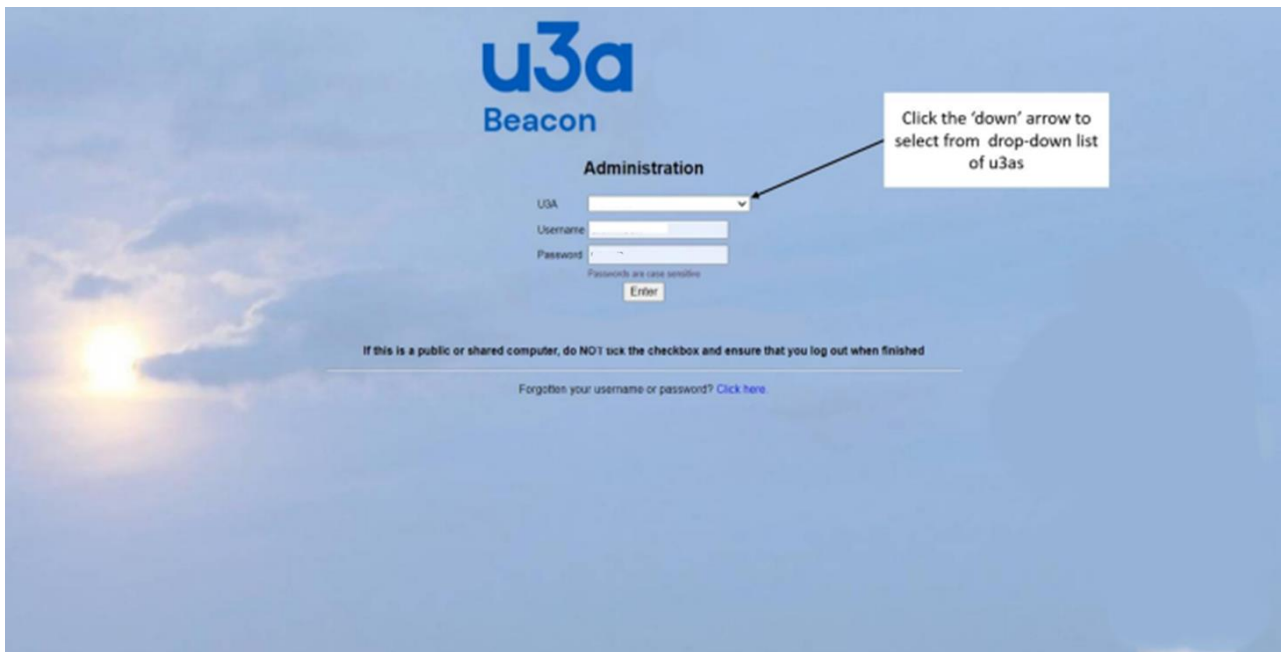 u3a
Beacon
Administration
Click the ‘down’ arrow to
select from drop-down list
of u3as
U3A
Username
Password
Passwords are case sensitive
Enter
If this is a public or shared computer, do NOT tick the checkbox and ensure that you log out when finished
Forgotten your username or password? Click here.